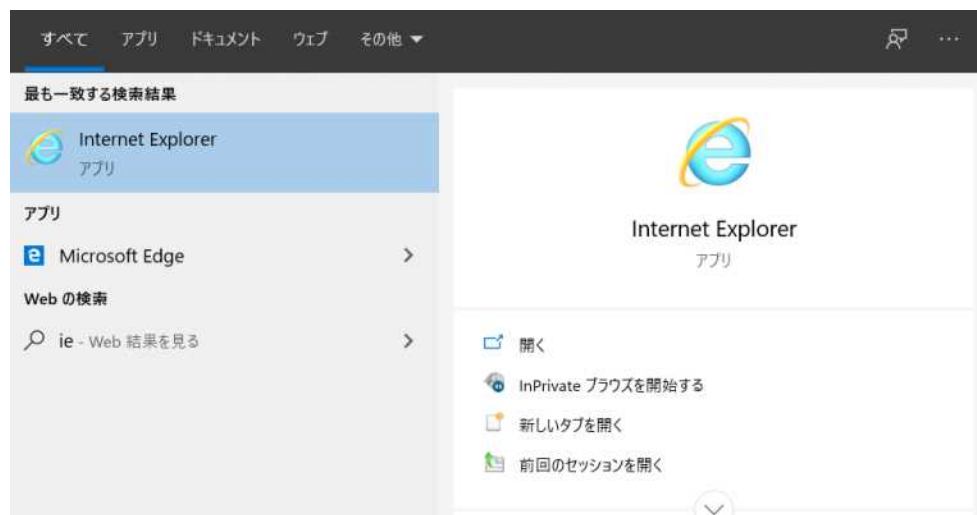 すべて アプリ ドキュメント ウェブ その他
最も一致する検索結果
Internet Explorer
アプリ
アプリ
Microsoft Edge
Web の検索
ie - Web 結果を見る
Internet Explorer
アプリ
開く
InPrivate ブラウズを開始する
新しいタブを開く
前回のセッションを開く